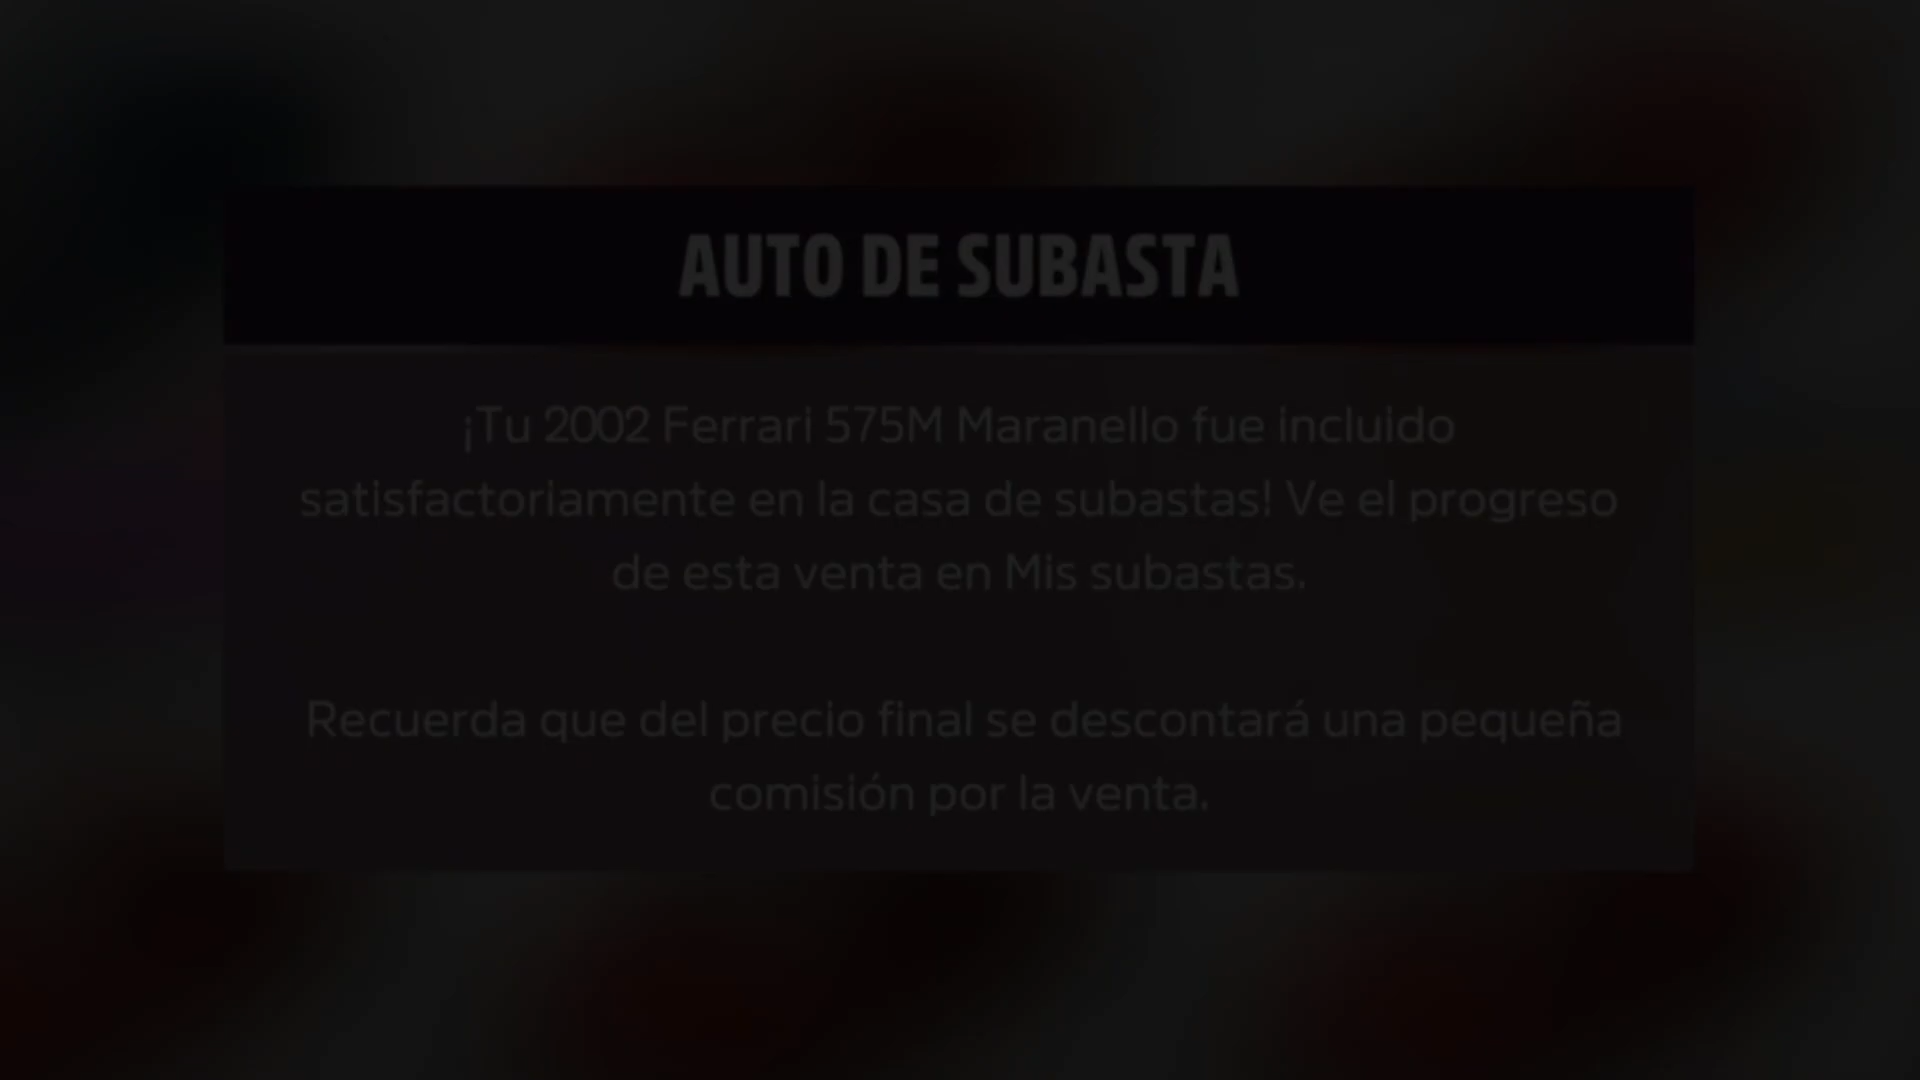 AUTO DE SUBASTA
¡Tu 2002 Ferrari 575M Maranello fue incluido
satisfactoriamente en la casa de subastas! Ve el progreso
de esta venta en Mis subastas.
Recuerda que del precio final se descontará una pequeña
comisión por la venta.